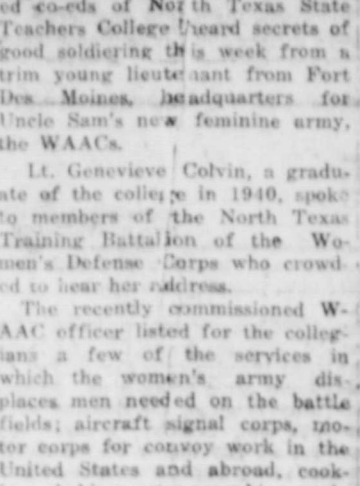 ed co-eds of North Texas State
Teachers College heard secrets of
good soldiering this week from a
trim young lieutenant from Fort
Des Moines, headquarters for
Uncle Sam's new feminine army,
the WAACs.
Lt. Genevieve Colvin, a gradu-
ate of the college in 1940, spoke
to members of the North Texas
Training Battalion of the Wo-
men's Defense Corps who crowd-
ed to hear her address.
The recently commissioned W-
AAC officer listed for the colleg-
ians a few of the services in
which the women's army dis-
places men needed on the battle
fields; aircraft signal corps, mo-
tor corps for convoy work in the
United States and abroad, cook-